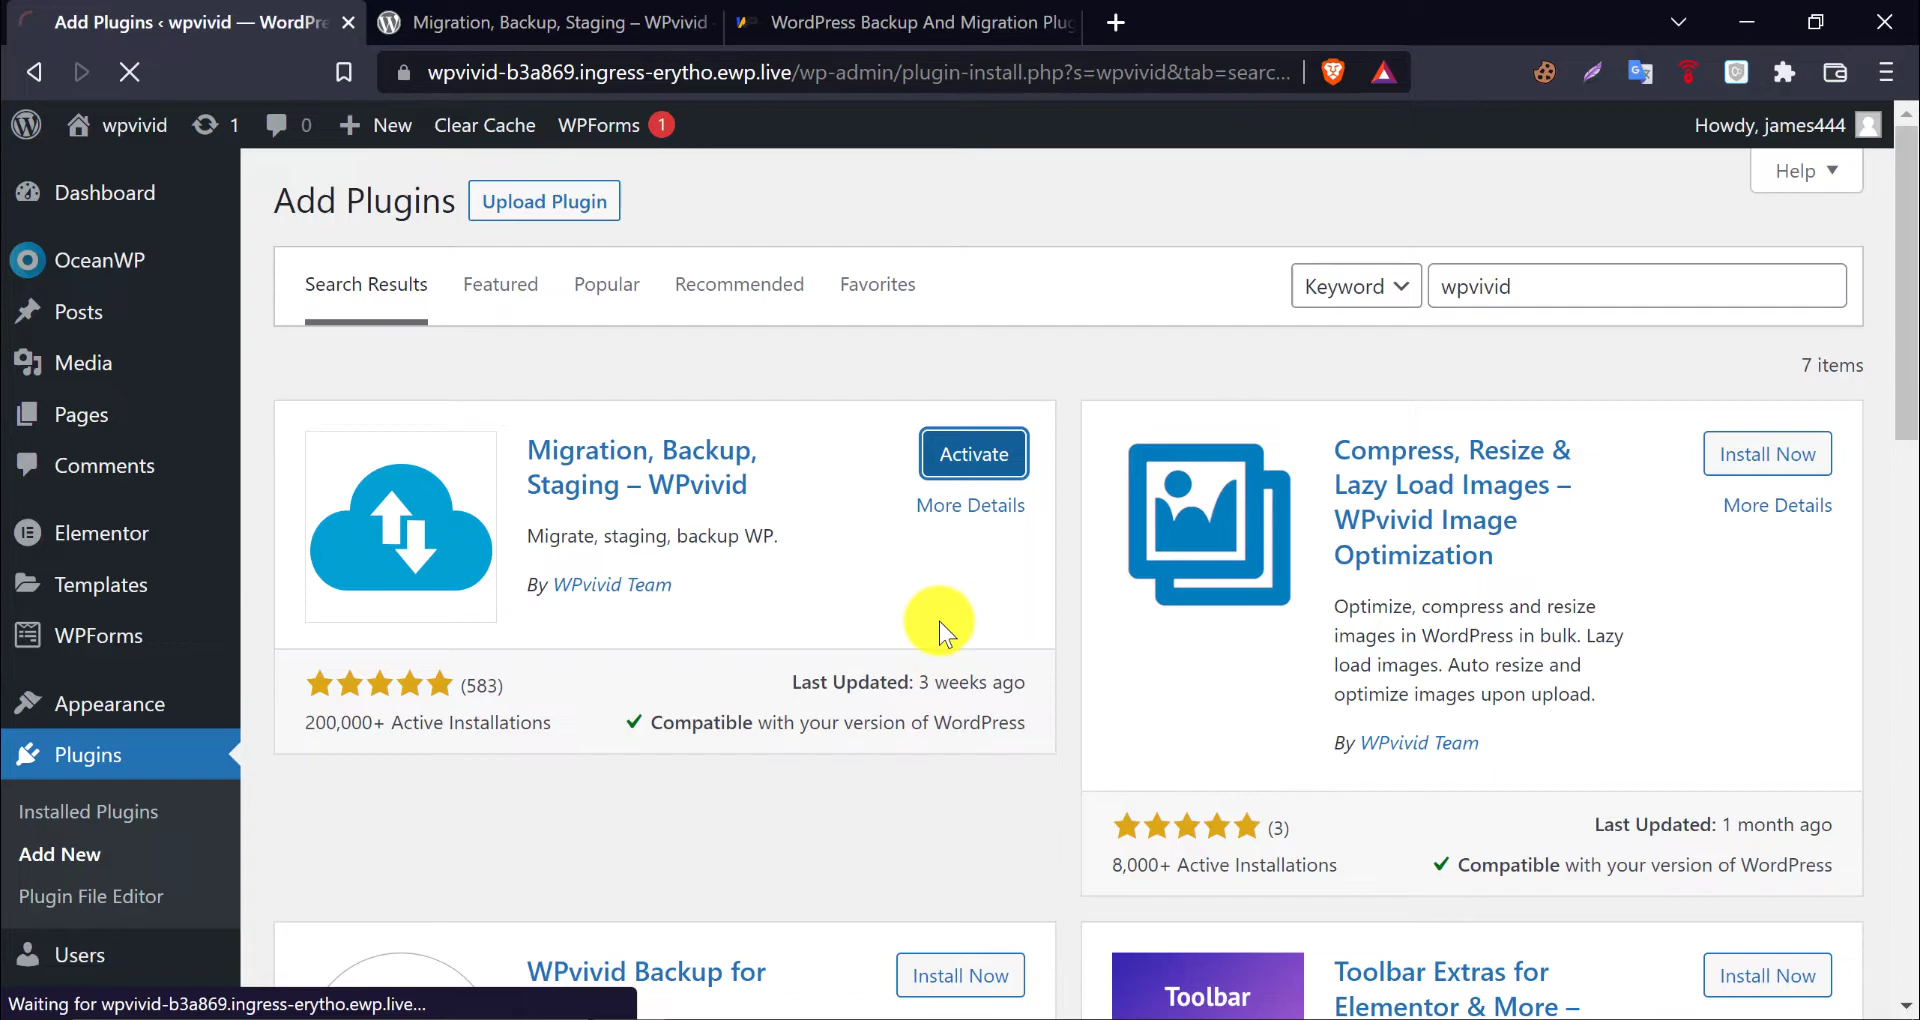 Add Plugins ‹ wpvivid — WordPre
Migration, Backup, Staging – WPvivid
WordPress Backup And Migration Plug
wpvivid-b3a869.ingress-erytho.ewp.live/wp-admin/plugin-install.php?s=wpvivid&tab=searc...
wpvivid
1
0
New
Clear Cache
WPForms
1
Howdy, james444
Dashboard
OceanWP
Posts
Media
Pages
Comments
Elementor
Templates
WPForms
Appearance
Plugins
Installed Plugins
Add New
Plugin File Editor
Users
Help
Add Plugins
Upload Plugin
Search Results
Featured
Popular
Recommended
Favorites
Keyword
wpvivid
7 items
Migration, Backup,
Staging – WPvivid
Activate
More Details
Migrate, staging, backup WP.
By WPvivid Team
(583)
Last Updated: 3 weeks ago
200,000+ Active Installations
Compatible with your version of WordPress
Compress, Resize &
Lazy Load Images –
WPvivid Image
Optimization
Install Now
More Details
Optimize, compress and resize
images in WordPress in bulk. Lazy
load images. Auto resize and
optimize images upon upload.
By WPvivid Team
(3)
Last Updated: 1 month ago
8,000+ Active Installations
Compatible with your version of WordPress
WPvivid Backup for
Install Now
Toolbar
Toolbar Extras for
Elementor & More –
Install Now
Waiting for wpvivid-b3a869.ingress-erytho.ewp.live...